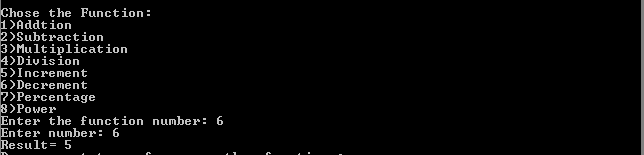 Chose the Function:
1)Addtion
2)Subtraction
3)Multiplication
4)Division
5)Increment
6)Decrement
7)Percentage
8)Power
Enter the function number: 6
Enter number: 6
Result= 5